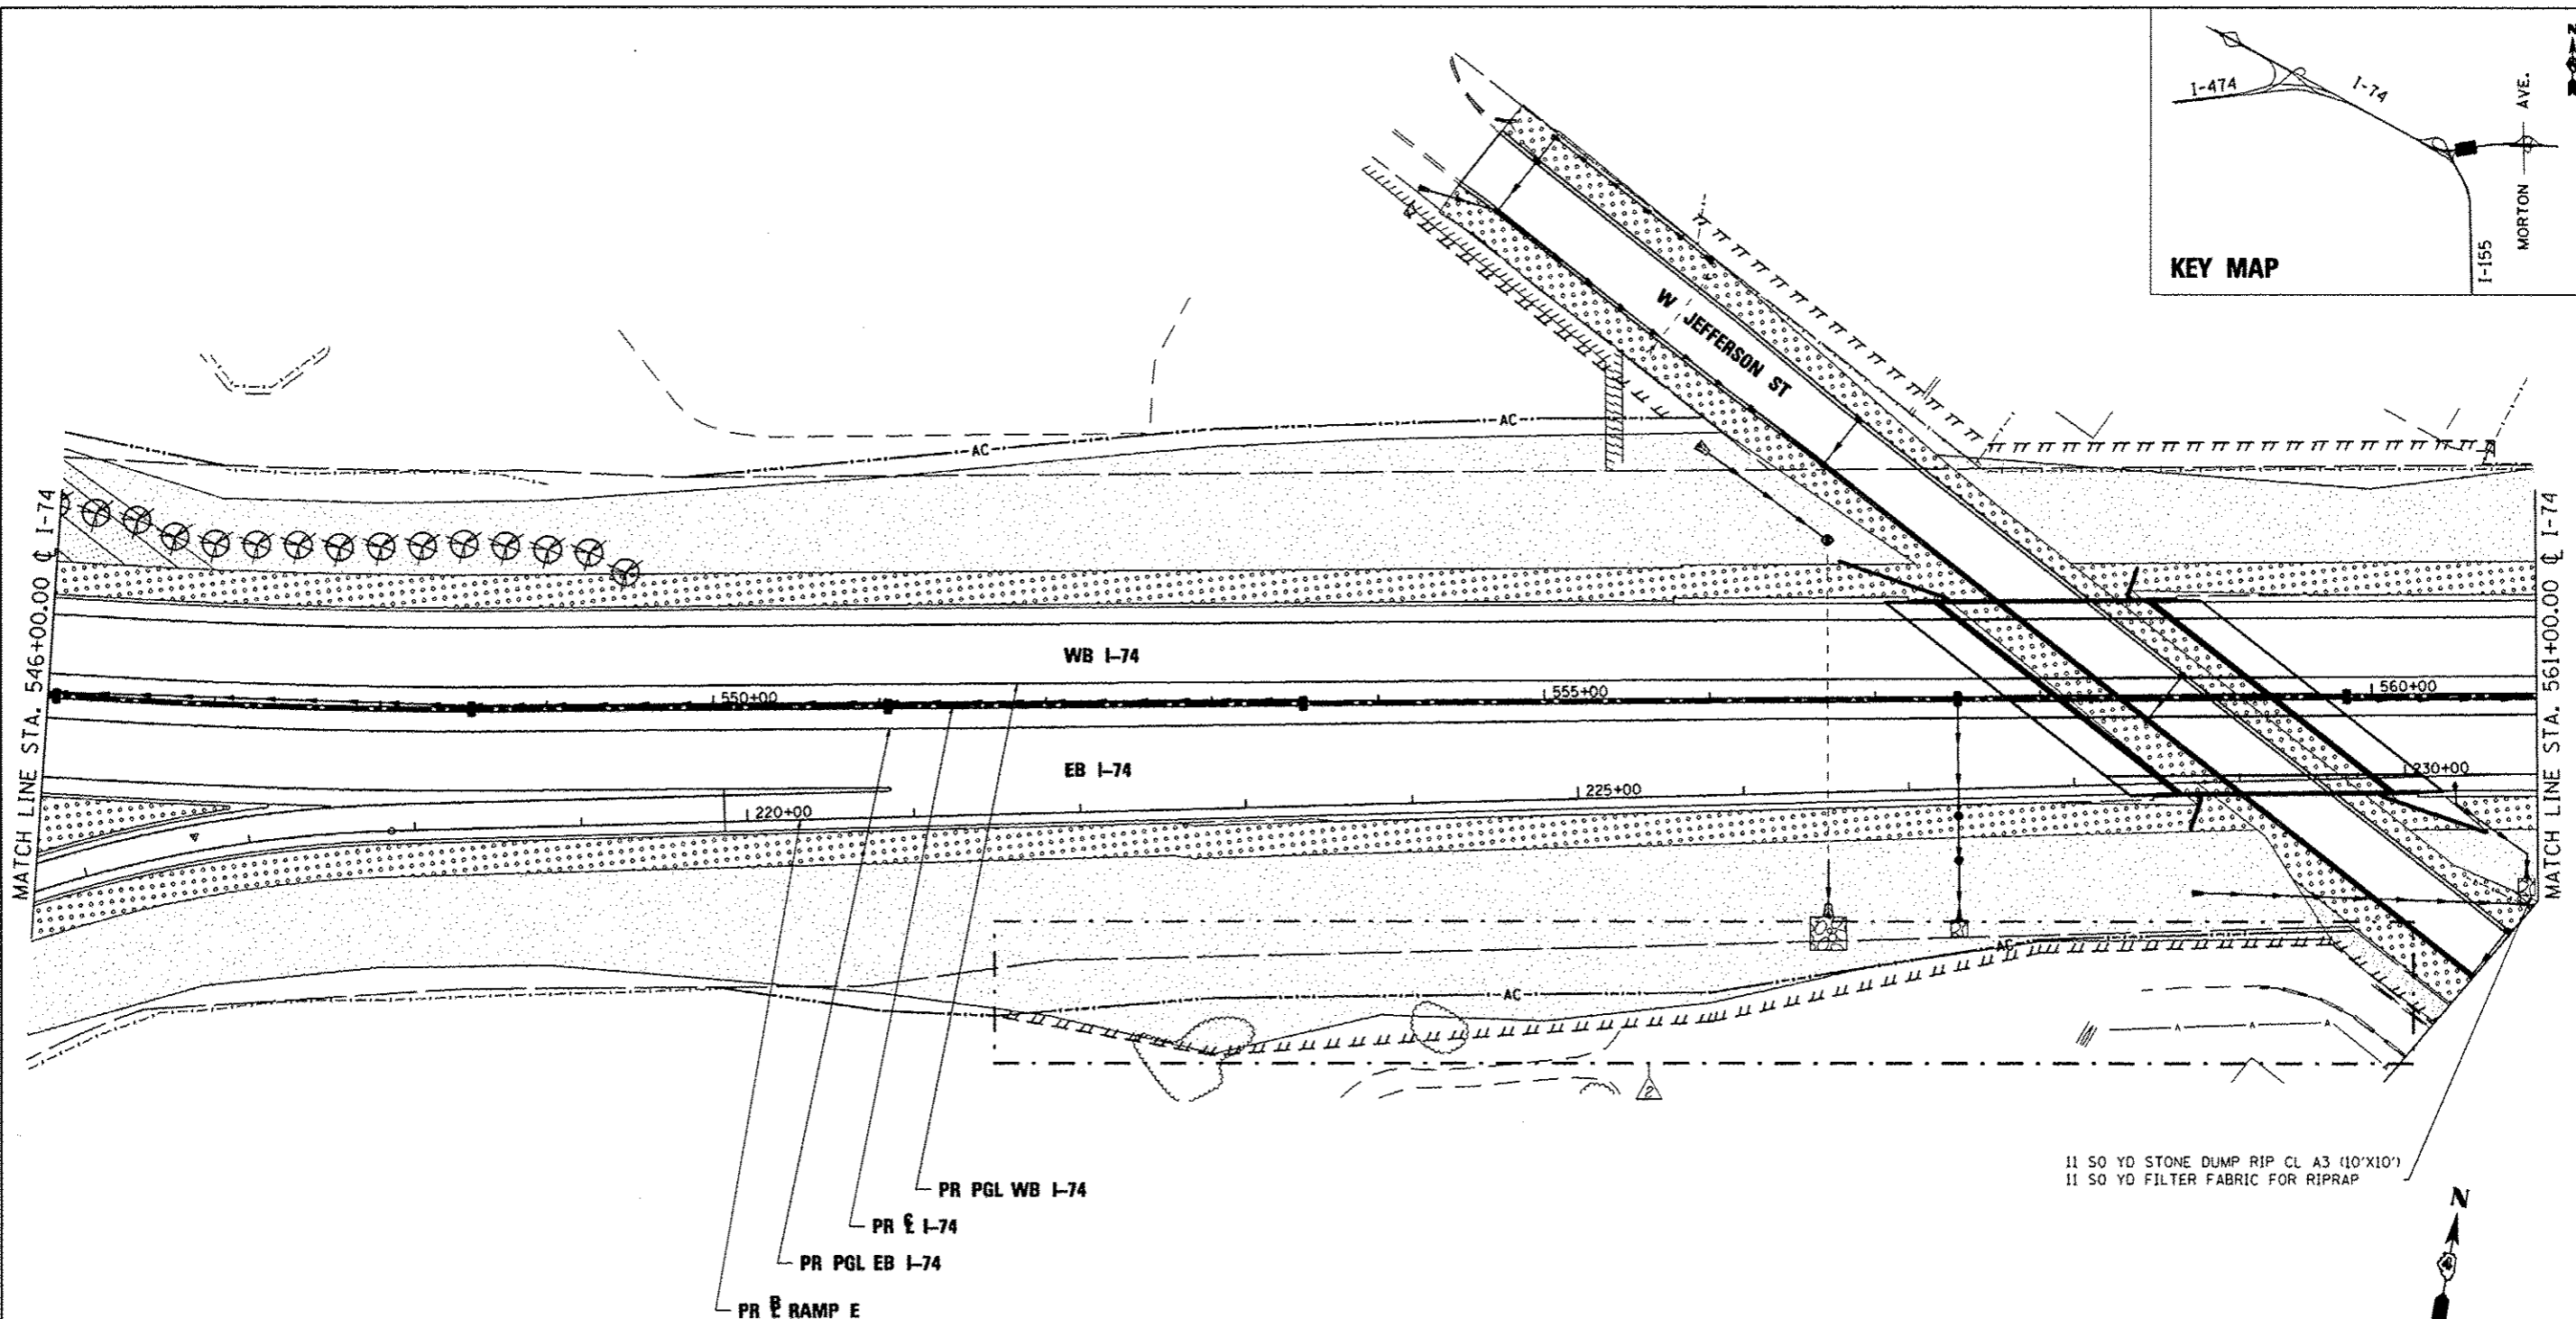 I-474
I-74
MORTON AVE.
I-155
N
KEY MAP
W JEFFERSON ST
AC
AC
MATCH LINE STA. 546+00.00 ℄ I-74
WB I-74
550+00
555+00
560+00
EB I-74
220+00
225+00
230+00
MATCH LINE STA. 561+00.00 ℄ I-74
AC
AC
A
A
A
2
11 SQ YD STONE DUMP RIP CL A3 (10'X10')
11 SQ YD FILTER FABRIC FOR RIPRAP
PR PGL WB I-74
PR ℄ I-74
PR PGL EB I-74
PR BL RAMP E
N